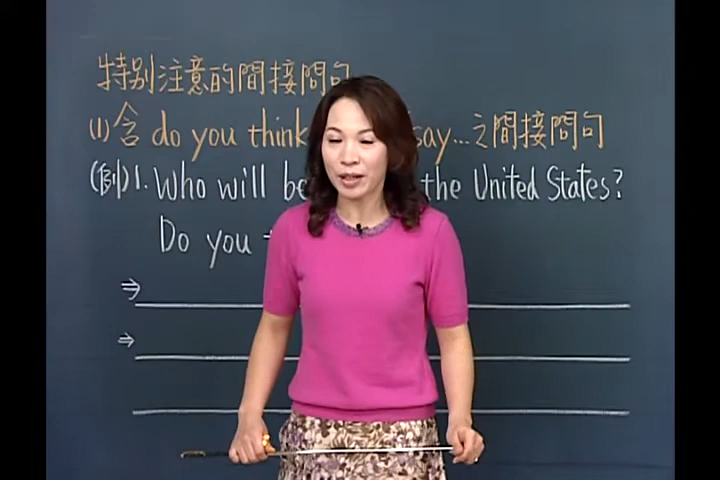 特別注意的間接問句
(1)含 do you think say...之間接問句
(例)1. Who will be the United States?
Do you
⇒
⇒